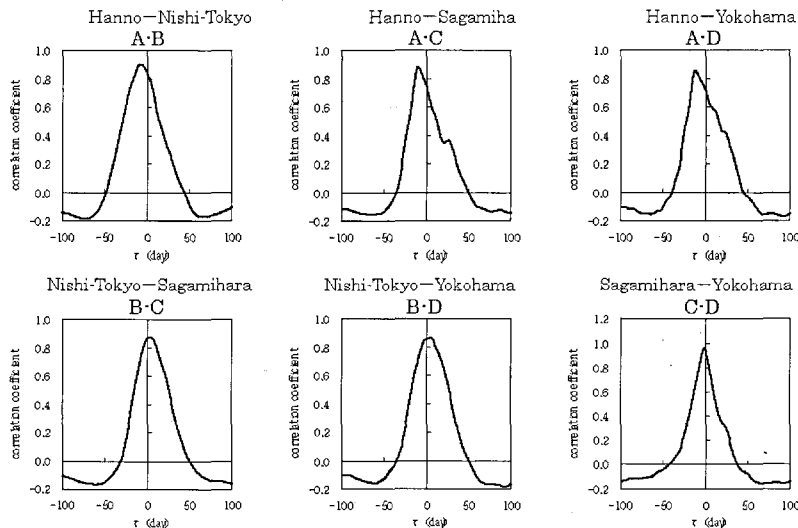 Hanno—Nishi-Tokyo
A·B
correlation coefficient
1.0
0.8
0.6
0.4
0.2
0.0
-0.2
-100 -50 0 50 100
τ (day)
Hanno—Sagamiha
A·C
correlation coefficient
1.0
0.8
0.6
0.4
0.2
0.0
-0.2
-100 -50 0 50 100
τ (day)
Hanno—Yokohama
A·D
correlation coefficient
1.0
0.8
0.6
0.4
0.2
0.0
-0.2
-100 -50 0 50 100
τ (day)
Nishi-Tokyo—Sagamihara
B·C
correlation coefficient
1.0
0.8
0.6
0.4
0.2
0.0
-0.2
-100 -50 0 50 100
τ (day)
Nishi-Tokyo—Yokohama
B·D
correlation coefficient
1.0
0.8
0.6
0.4
0.2
0.0
-0.2
-100 -50 0 50 100
τ (day)
Sagamihara—Yokohama
C·D
correlation coefficient
1.2
1.0
0.8
0.6
0.4
0.2
0.0
-0.2
-100 -50 0 50 100
τ (day)